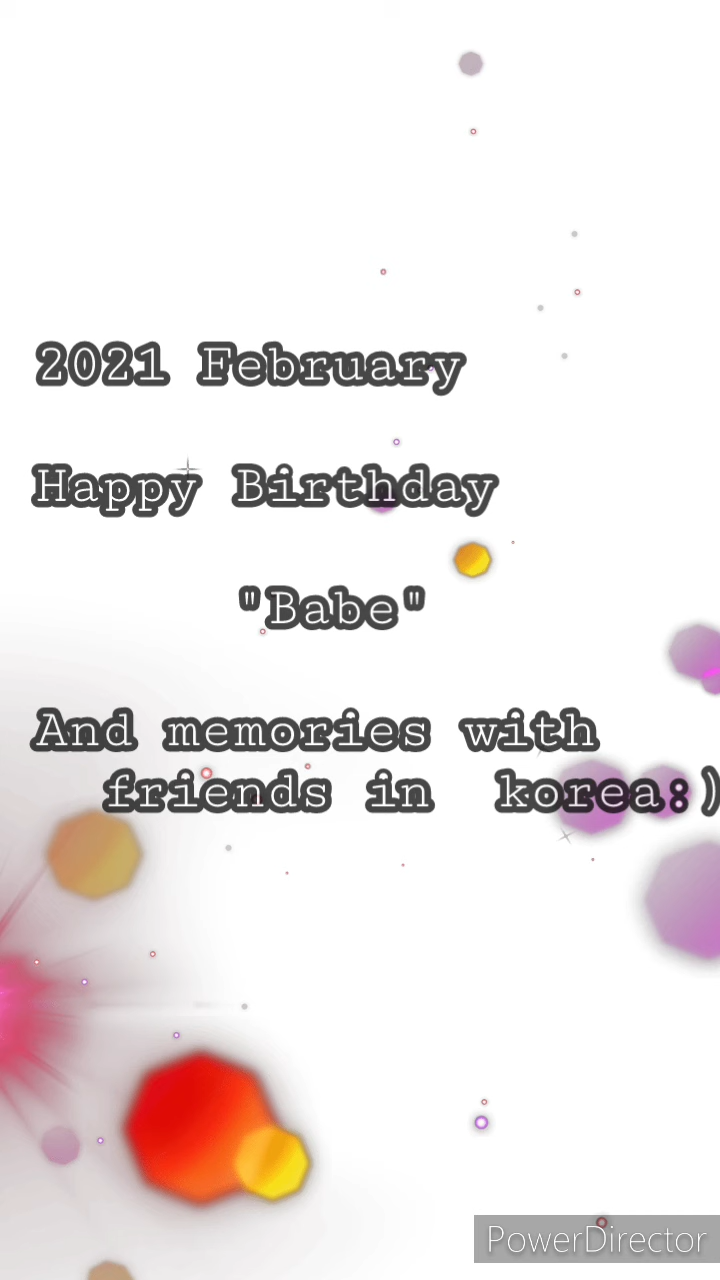 2021 February
Happy Birthday
"Babe"
And memories with
friends in korea:)
PowerDirector